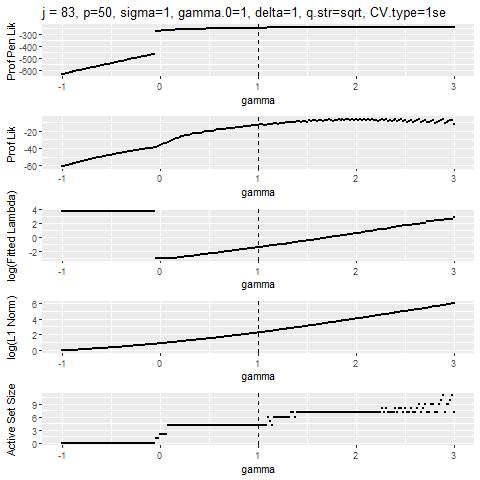 j = 83, p=50, sigma=1, gamma.0=1, delta=1, q.str=sqrt, CV.type=1se
Prof Pen Lik
-300
-400
-500
-600
-1 0 1 2 3
gamma
Prof Lik
-20
-40
-60
-1 0 1 2 3
gamma
log(Fitted Lambda)
4
2
0
-2
-1 0 1 2 3
gamma
log(L1 Norm)
6
4
2
0
-1 0 1 2 3
gamma
Active Set Size
9
6
3
0
-1 0 1 2 3
gamma